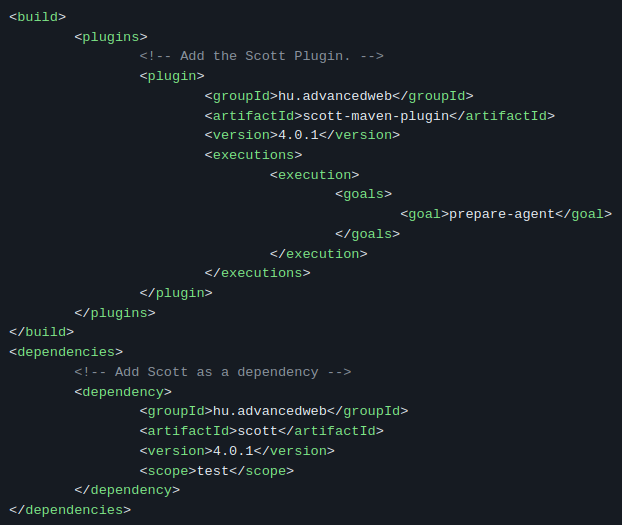 <build>
        <plugins>
                <!-- Add the Scott Plugin. -->
                <plugin>
                        <groupId>hu.advancedweb</groupId>
                        <artifactId>scott-maven-plugin</artifactId>
                        <version>4.0.1</version>
                        <executions>
                                <execution>
                                        <goals>
                                                <goal>prepare-agent</goal>
                                        </goals>
                                </execution>
                        </executions>
                </plugin>
        </plugins>
</build>
<dependencies>
        <!-- Add Scott as a dependency -->
        <dependency>
                <groupId>hu.advancedweb</groupId>
                <artifactId>scott</artifactId>
                <version>4.0.1</version>
                <scope>test</scope>
        </dependency>
</dependencies>